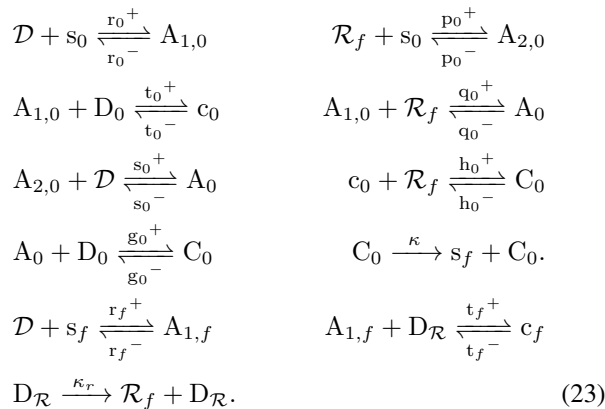 𝒟 + s₀ ⇌ A₁,₀ (r₀⁺ / r₀⁻)    ℛ_f + s₀ ⇌ A₂,₀ (p₀⁺ / p₀⁻)
A₁,₀ + D₀ ⇌ c₀ (t₀⁺ / t₀⁻)    A₁,₀ + ℛ_f ⇌ A₀ (q₀⁺ / q₀⁻)
A₂,₀ + 𝒟 ⇌ A₀ (s₀⁺ / s₀⁻)    c₀ + ℛ_f ⇌ C₀ (h₀⁺ / h₀⁻)
A₀ + D₀ ⇌ C₀ (g₀⁺ / g₀⁻)    C₀ →(κ) s_f + C₀.
𝒟 + s_f ⇌ A₁,f (r_f⁺ / r_f⁻)    A₁,f + D_ℛ ⇌ c_f (t_f⁺ / t_f⁻)
D_ℛ →(κ_r) ℛ_f + D_ℛ.    (23)